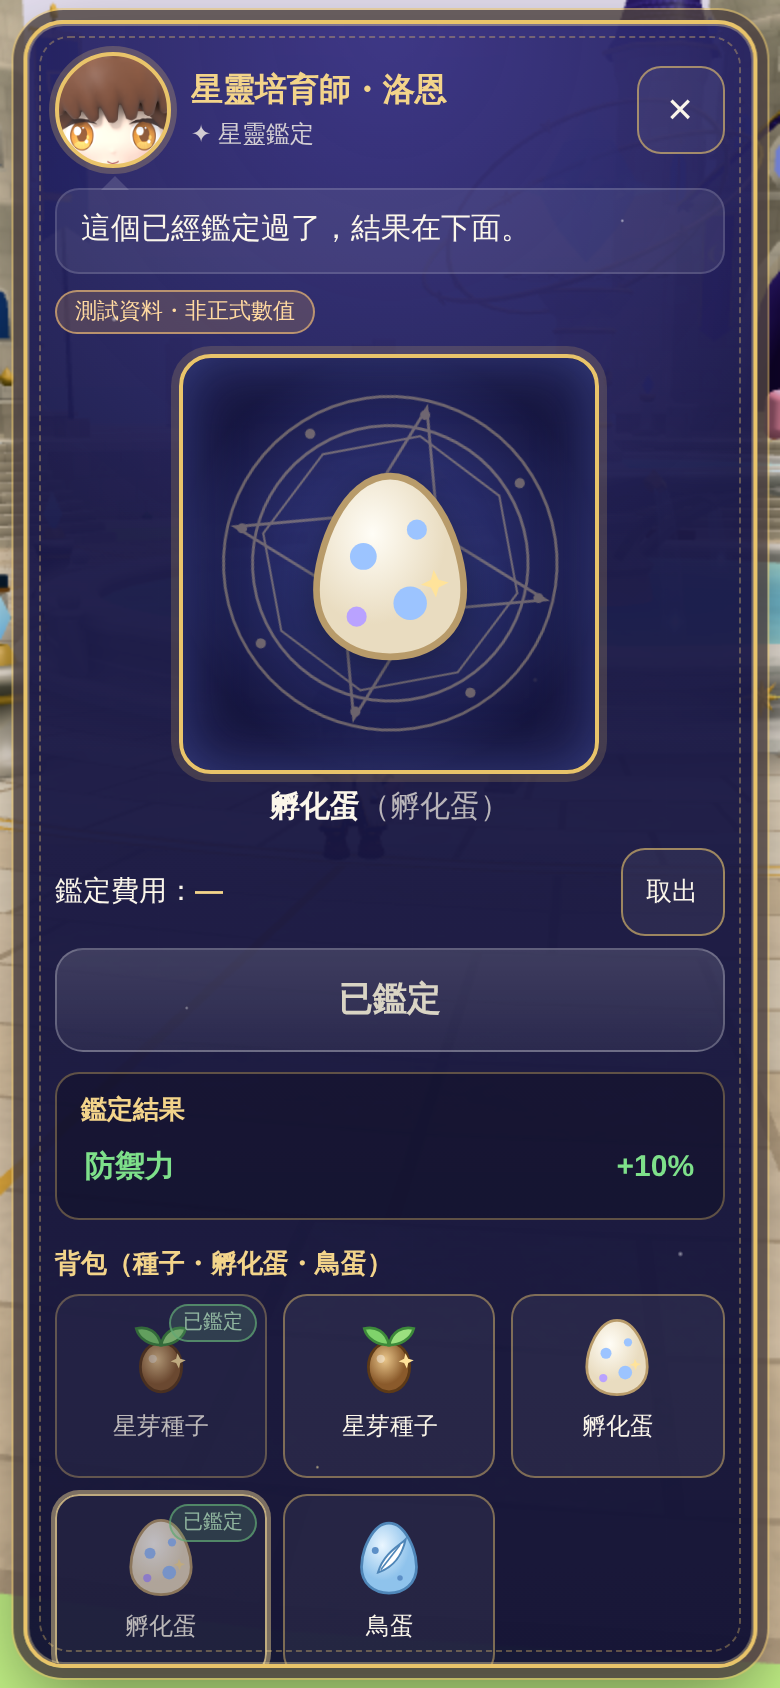 星靈培育師・洛恩
✦ 星靈鑑定
×
這個已經鑑定過了，結果在下面。
測試資料・非正式數值
孵化蛋（孵化蛋）
鑑定費用：—
取出
已鑑定
鑑定結果
防禦力 +10%
背包（種子・孵化蛋・鳥蛋）
已鑑定
星芽種子
星芽種子
孵化蛋
已鑑定
孵化蛋
鳥蛋